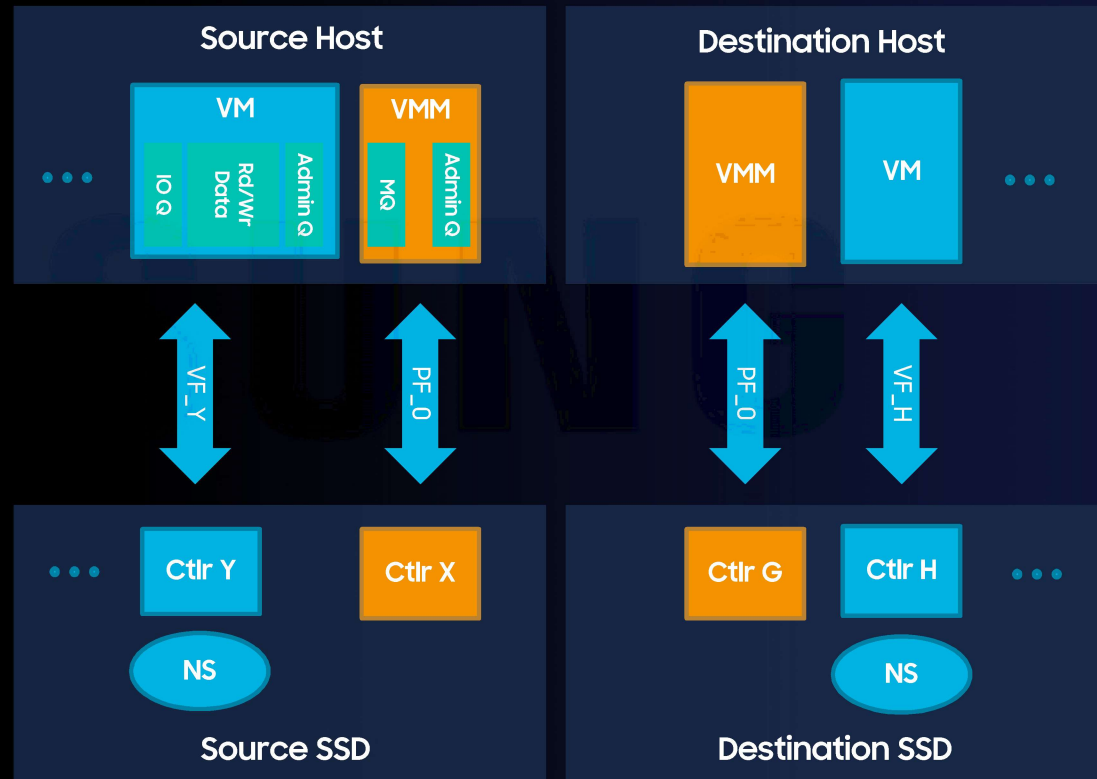 Source Host
Destination Host
VM
VMM
IO Q
Rd/Wr
Data
Admin Q
MQ
Admin Q
VMM
VM
VF_Y
PF_0
PF_0
VF_H
Ctlr Y
Ctlr X
Ctlr G
Ctlr H
NS
NS
Source SSD
Destination SSD